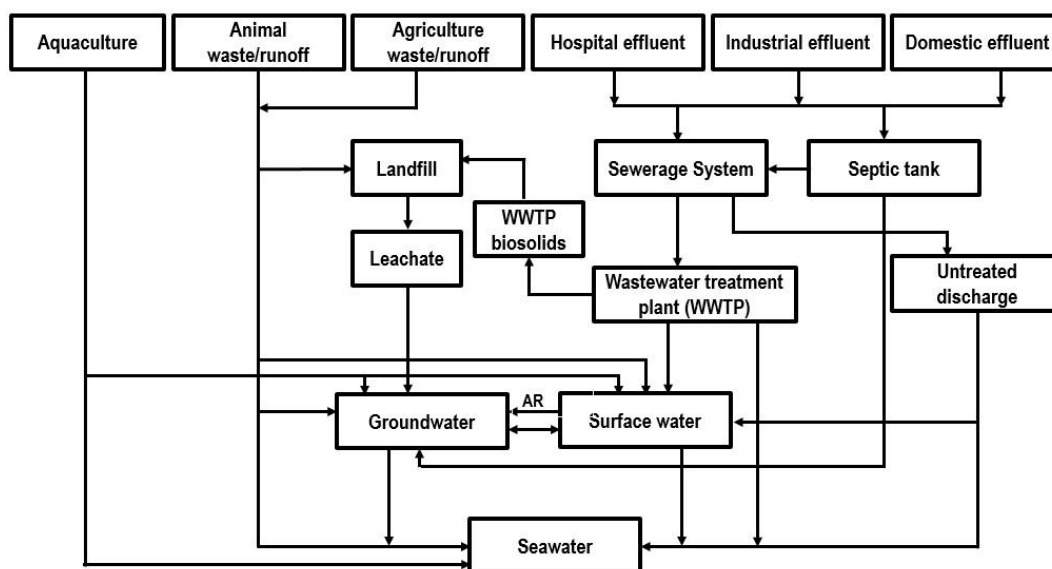 Aquaculture
Animal
waste/runoff
Agriculture
waste/runoff
Hospital effluent
Industrial effluent
Domestic effluent
Landfill
Sewerage System
Septic tank
WWTP
biosolids
Leachate
Wastewater treatment
plant (WWTP)
Untreated
discharge
AR
Groundwater
Surface water
Seawater